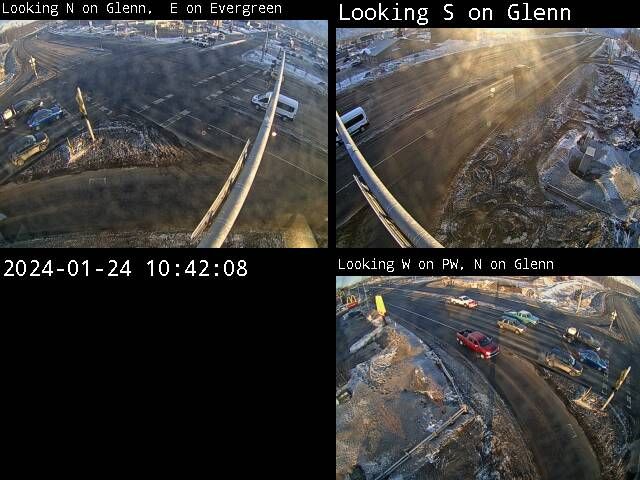 Looking N on Glenn,  E on Evergreen
Looking S on Glenn
2024-01-24 10:42:08
Looking W on PW, N on Glenn